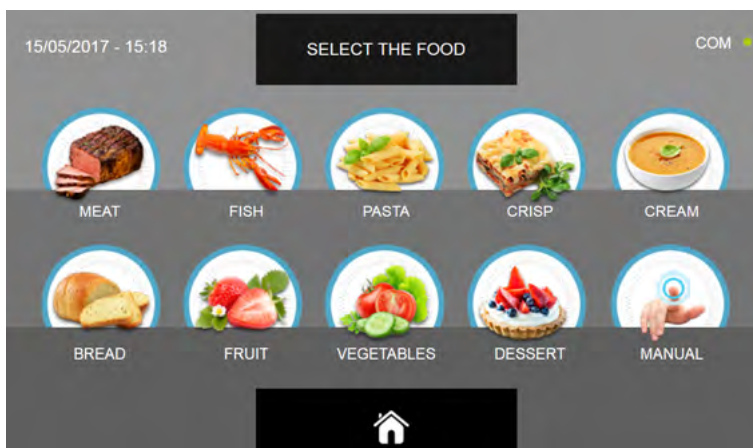 15/05/2017 - 15:18
SELECT THE FOOD
COM
MEAT
FISH
PASTA
CRISP
CREAM
BREAD
FRUIT
VEGETABLES
DESSERT
MANUAL